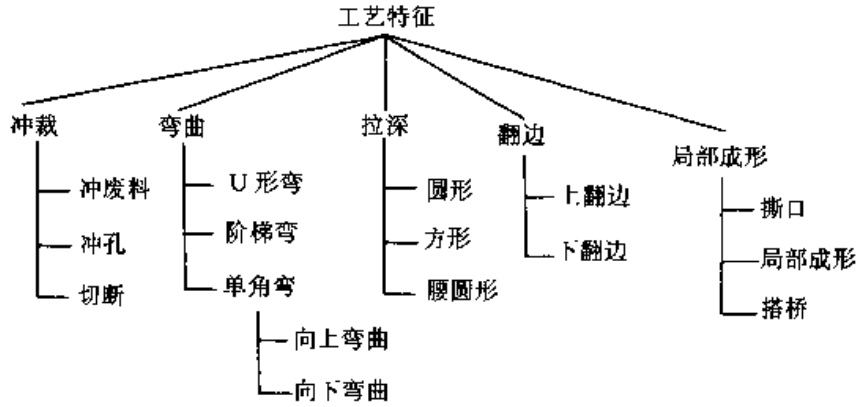 工艺特征
冲裁
冲废料
冲孔
切断
弯曲
U形弯
阶梯弯
单角弯
向上弯曲
向下弯曲
拉深
圆形
方形
腰圆形
翻边
上翻边
下翻边
局部成形
撕口
局部成形
搭桥